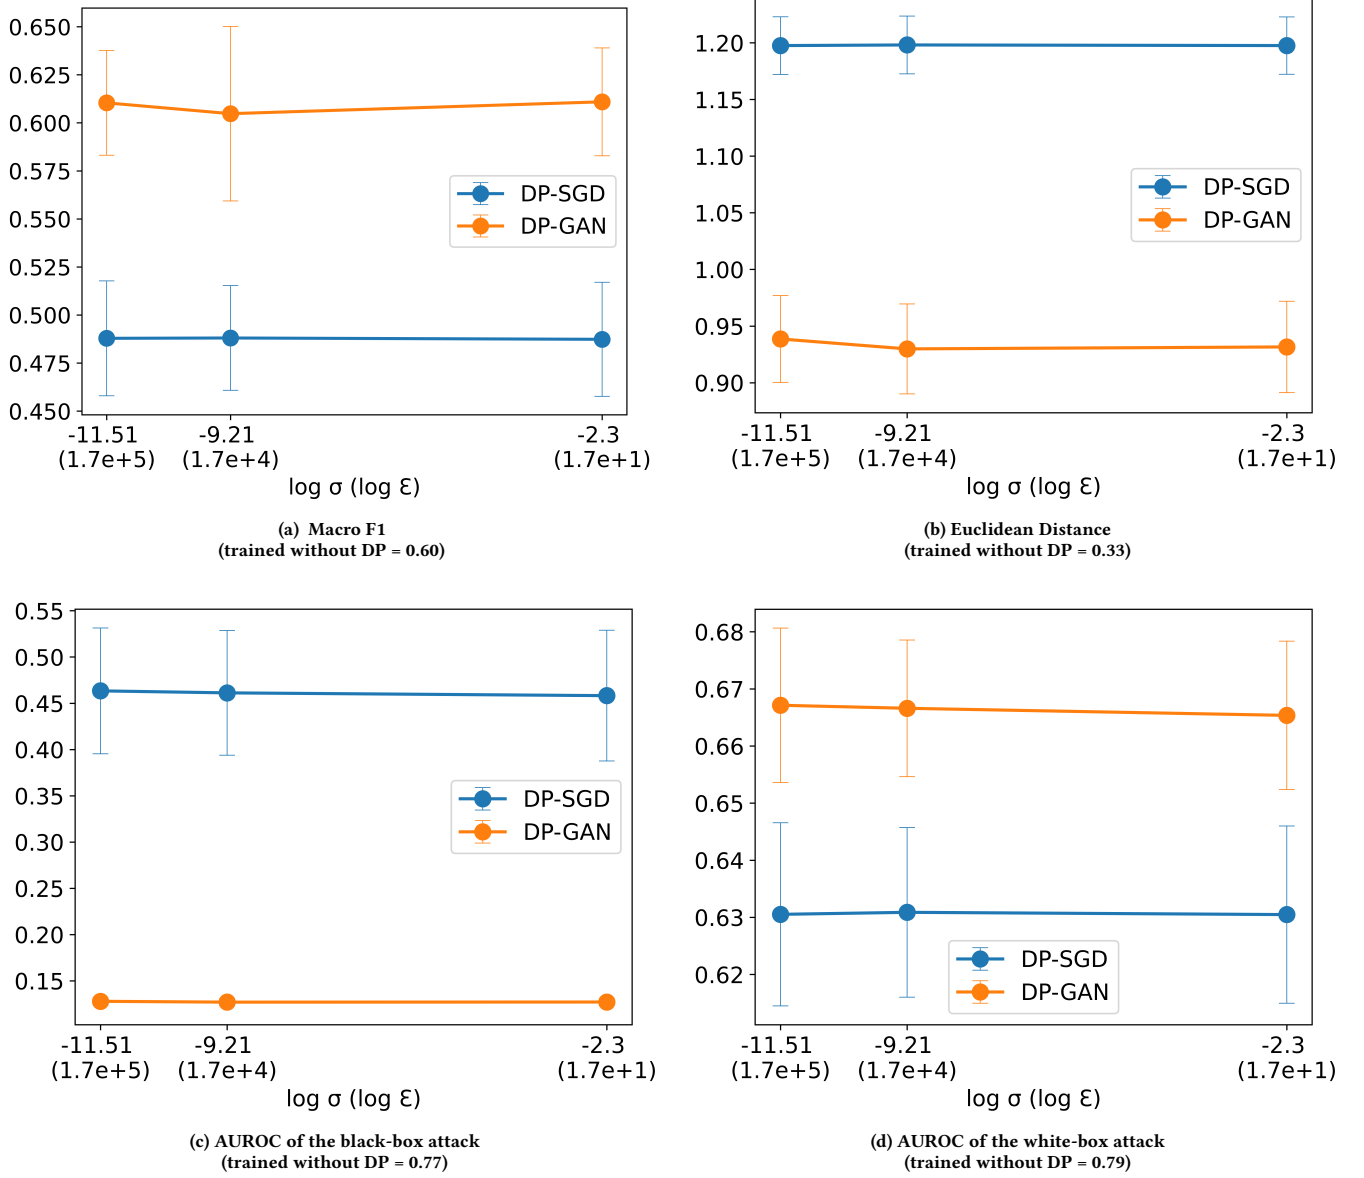 0.650
0.625
0.600
0.575
0.550
0.525
0.500
0.475
0.450
DP-SGD
DP-GAN
-11.51 -9.21 -2.3
(1.7e+5) (1.7e+4) (1.7e+1)
log σ (log Ɛ)
(a) Macro F1
(trained without DP = 0.60)
1.20
1.15
1.10
1.05
1.00
0.95
0.90
DP-SGD
DP-GAN
-11.51 -9.21 -2.3
(1.7e+5) (1.7e+4) (1.7e+1)
log σ (log Ɛ)
(b) Euclidean Distance
(trained without DP = 0.33)
0.55
0.50
0.45
0.40
0.35
0.30
0.25
0.20
0.15
DP-SGD
DP-GAN
-11.51 -9.21 -2.3
(1.7e+5) (1.7e+4) (1.7e+1)
log σ (log Ɛ)
(c) AUROC of the black-box attack
(trained without DP = 0.77)
0.68
0.67
0.66
0.65
0.64
0.63
0.62
DP-SGD
DP-GAN
-11.51 -9.21 -2.3
(1.7e+5) (1.7e+4) (1.7e+1)
log σ (log Ɛ)
(d) AUROC of the white-box attack
(trained without DP = 0.79)